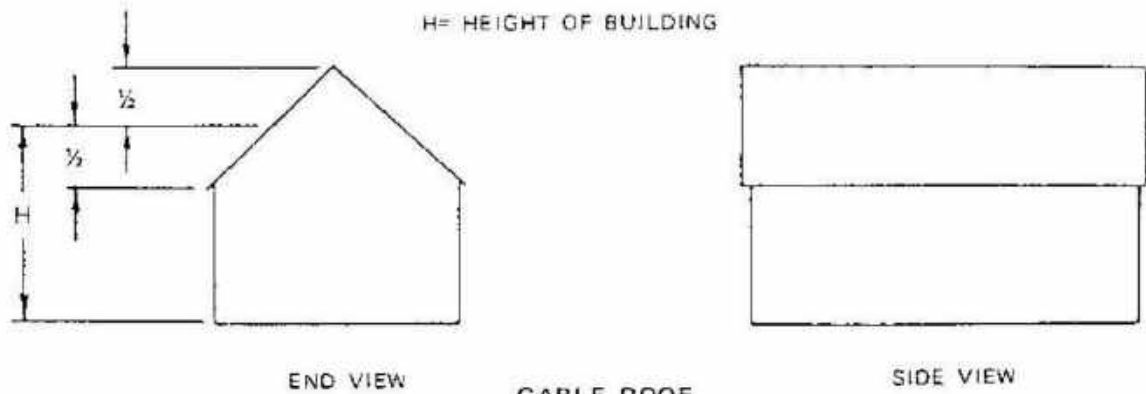 H= HEIGHT OF BUILDING
½
½
H
END VIEW
SIDE VIEW
GABLE ROOF